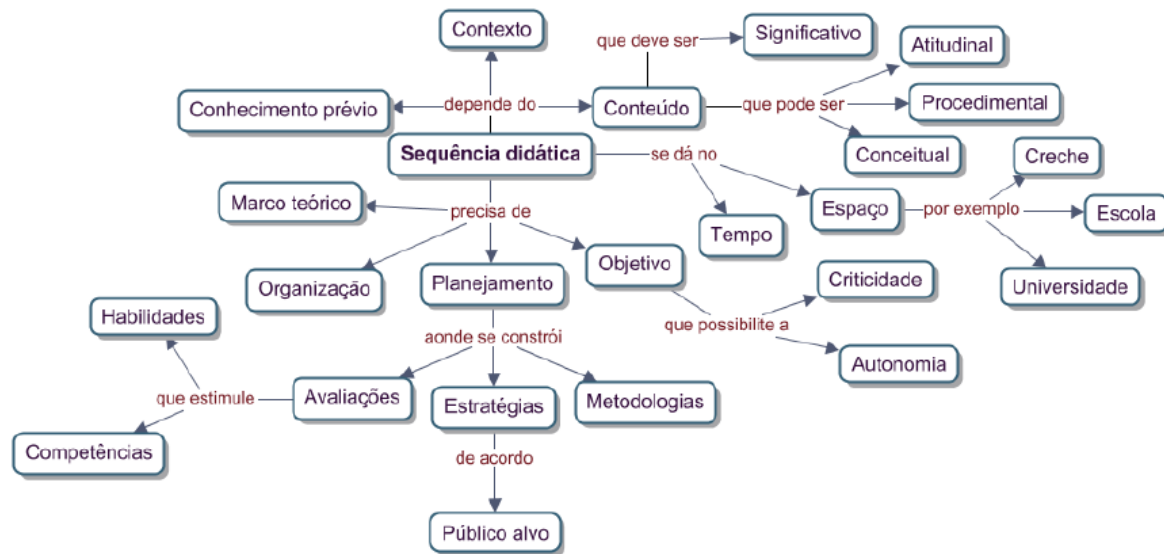 Contexto
que deve ser
Significativo
Atitudinal
Conhecimento prévio
depende do
Conteúdo
que pode ser
Procedimental
Sequência didática
se dá no
Conceitual
Creche
Marco teórico
precisa de
Espaço
por exemplo
Escola
Tempo
Organização
Planejamento
Objetivo
Criticidade
Universidade
Habilidades
aonde se constrói
que possibilite a
Autonomia
que estimule
Avaliações
Estratégias
Metodologias
Competências
de acordo
Público alvo